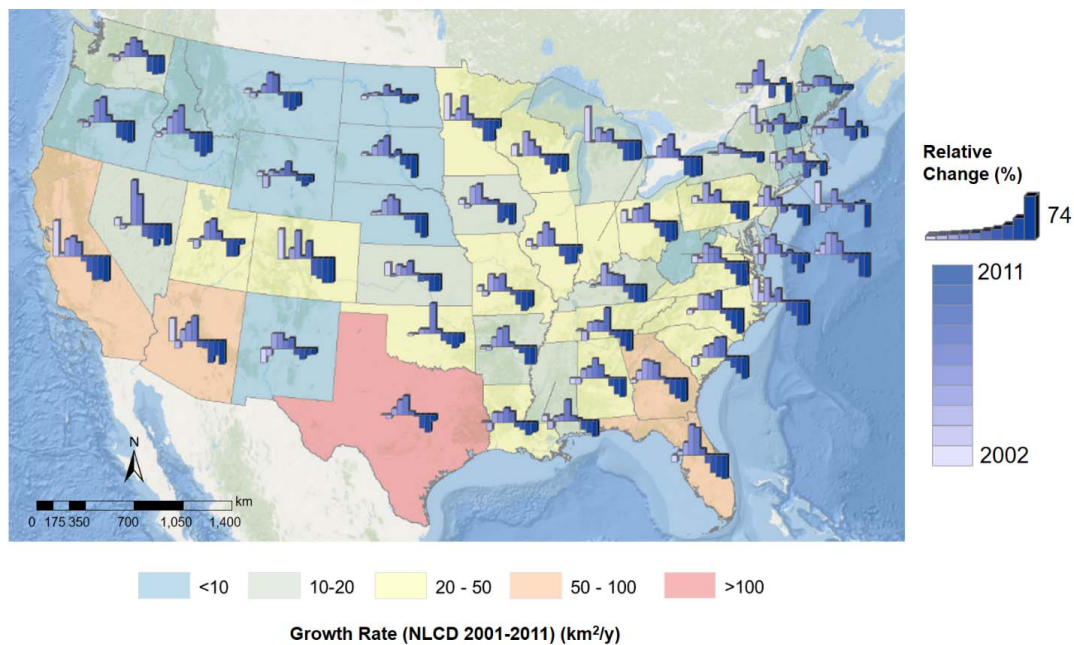 Relative
Change (%)
74
2011
2002
N
km
0 175 350 700 1,050 1,400
<10 10-20 20 - 50 50 - 100 >100
Growth Rate (NLCD 2001-2011) (km²/y)